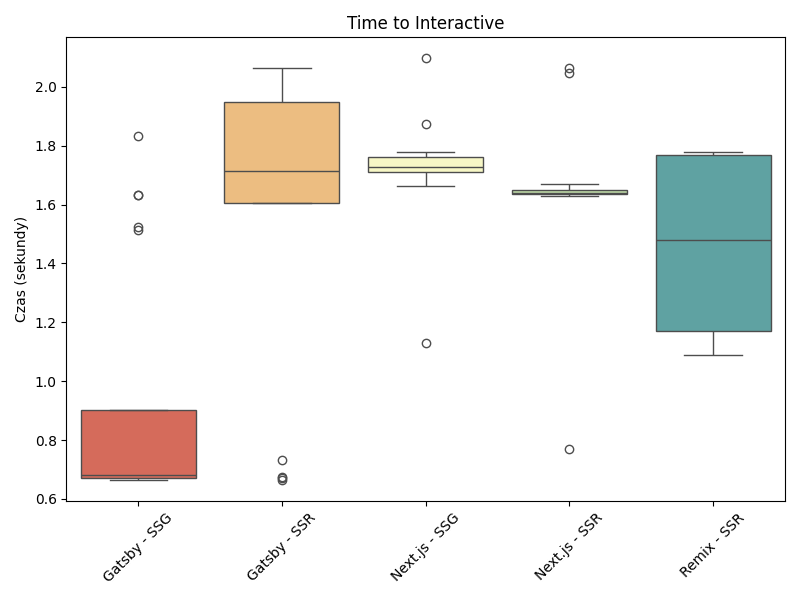 Time to Interactive
Czas (sekundy)
2.0
1.8
1.6
1.4
1.2
1.0
0.8
0.6
Gatsby - SSG
Gatsby - SSR
Next.js - SSG
Next.js - SSR
Remix - SSR